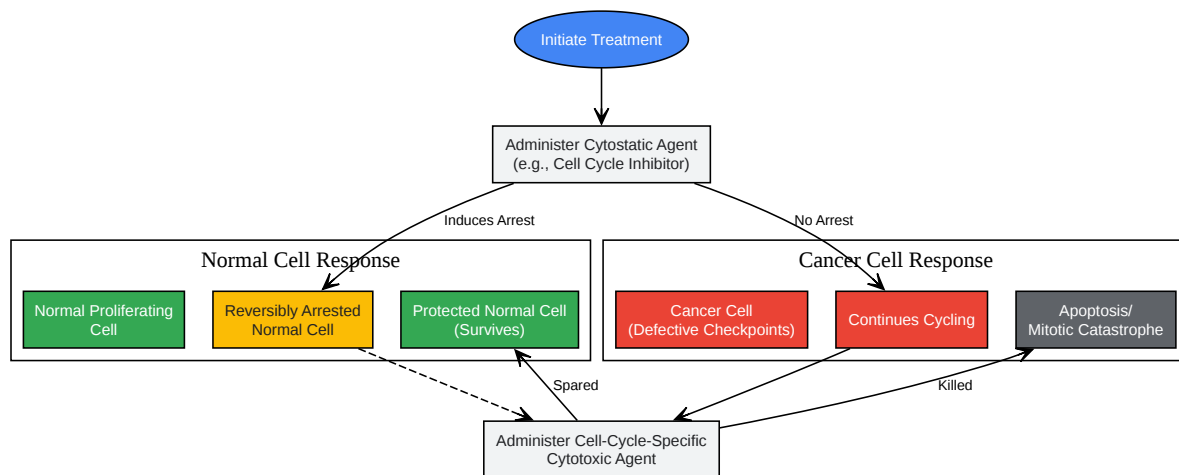 Initiate Treatment
Administer Cytostatic Agent
(e.g., Cell Cycle Inhibitor)
Induces Arrest
No Arrest
Normal Cell Response
Cancer Cell Response
Normal Proliferating
Cell
Reversibly Arrested
Normal Cell
Protected Normal Cell
(Survives)
Cancer Cell
(Defective Checkpoints)
Continues Cycling
Apoptosis/
Mitotic Catastrophe
Spared
Killed
Administer Cell-Cycle-Specific
Cytotoxic Agent